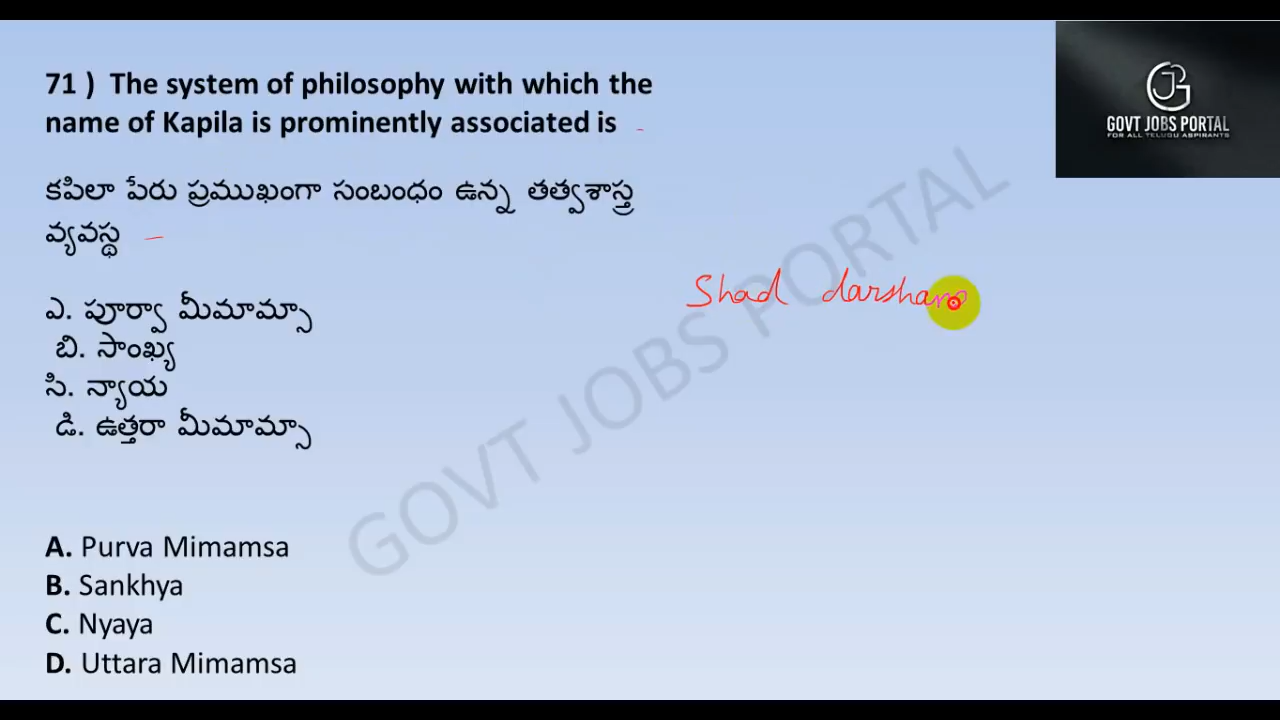 71 ) The system of philosophy with which the
name of Kapila is prominently associated is
కపిలా పేరు ప్రముఖంగా సంబంధం ఉన్న తత్వశాస్త్ర
వ్యవస్థ
ఎ. పూర్వా మీమామ్సా
బి. సాంఖ్య
సి. న్యాయ
డి. ఉత్తరా మీమామ్సా
A. Purva Mimamsa
B. Sankhya
C. Nyaya
D. Uttara Mimamsa
Shad darshana
GOVT JOBS PORTAL
FOR ALL TELUGU ASPIRANTS
GOVT JOBS PORTAL